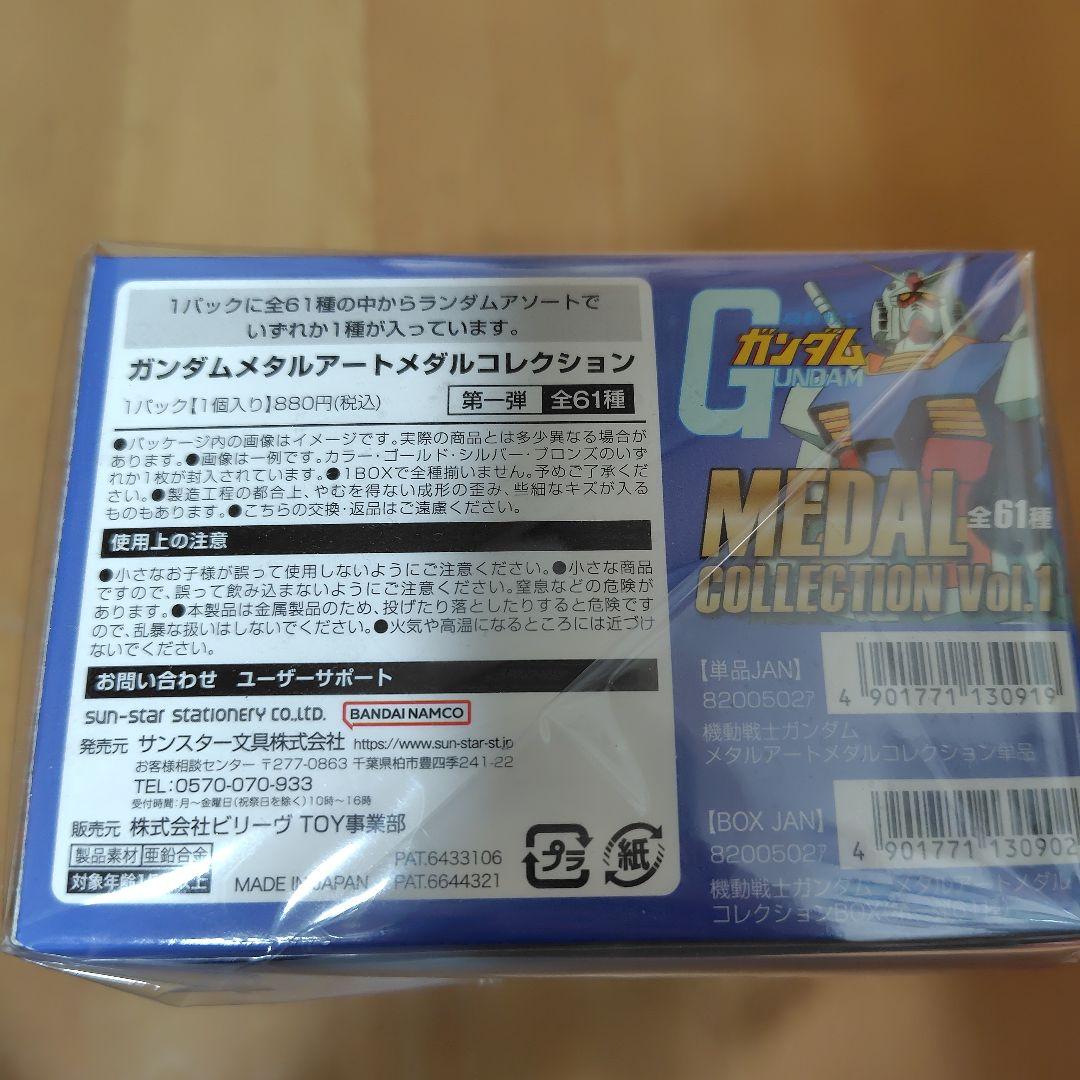 1パックに全61種の中からランダムアソートで
いずれか1種が入っています。
ガンダムメタルアートメダルコレクション
1パック【1個入り】880円(税込)
第一弾 全61種
●パッケージ内の画像はイメージです。実際の商品とは多少異なる場合が
あります。●画像は一例です。カラー・ゴールド・シルバー・ブロンズのいず
れか1枚が封入されています。●1BOXで全種揃いません。予めご了承くだ
さい。●製造工程の都合上、やむを得ない成形の歪み、些細なキズが入る
ものもあります。●こちらの交換・返品はご遠慮ください。
使用上の注意
●小さなお子様が誤って使用しないようにご注意ください。●小さな商品
ですので、誤って飲み込まないようにご注意ください。窒息などの危険が
あります。●本製品は金属製品のため、投げたり落としたりすると危険です
ので、乱暴な扱いはしないでください。●火気や高温になるところには近づけ
ないでください。
お問い合わせ ユーザーサポート
sun-star stationery co.,ltd.
BANDAI NAMCO
発売元 サンスター文具株式会社 https://www.sun-star-st.jp
お客様相談センター 〒277-0863 千葉県柏市豊四季241-22
TEL:0570-070-933
受付時間:月～金曜日(祝祭日を除く)10時～16時
販売元 株式会社ビリーヴ TOY事業部
製品素材 亜鉛合金
対象年齢
MADE IN JAPAN
PAT.6433106
PAT.6644321
プラ
紙
機動戦士
ガンダム
GUNDAM
MEDAL
全61種
COLLECTION Vol.1
【単品JAN】
82005027
4 901771 130919
機動戦士ガンダム
メタルアートメダルコレクション単品
【BOX JAN】
82005027
4 901771 130902
機動戦士ガンダム メタルアートメダル
コレクションBOX